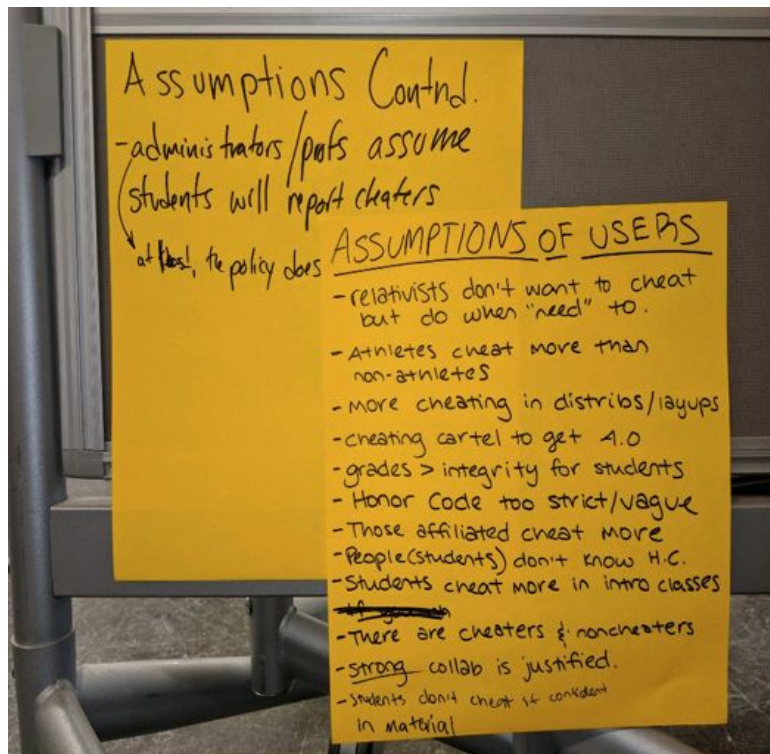 Assumptions Contnd.
- administrators/profs assume
students will report cheaters
at, the policy does
ASSUMPTIONS OF USERS
- relativists don't want to cheat
but do when "need" to.
- Athletes cheat more than
non-athletes
- More cheating in distribs/layups
- cheating cartel to get 4.0
- grades > integrity for students
- Honor Code too strict/vague
- Those affiliated cheat more
- People(students) don't know H.C.
- Students cheat more in intro classes
- There are cheaters & noncheaters
- strong collab is justified.
- Students don't cheat if confident
in material